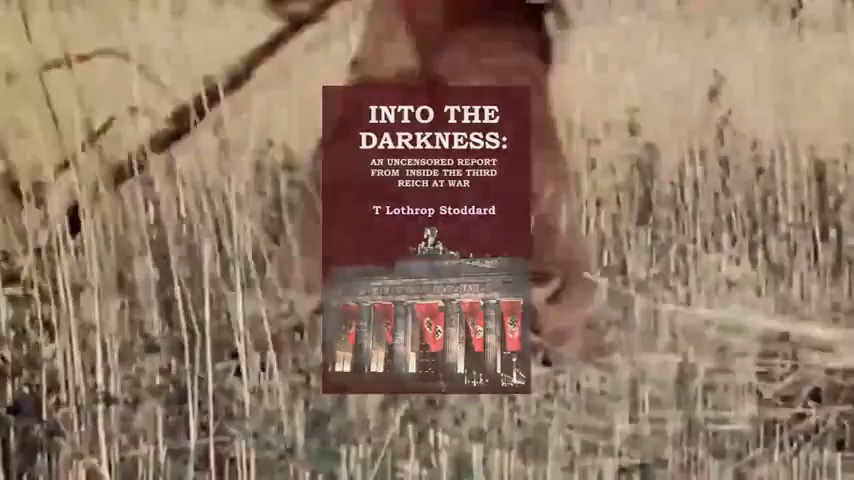 INTO THE
DARKNESS:
AN UNCENSORED REPORT
FROM INSIDE THE THIRD
REICH AT WAR
T Lothrop Stoddard